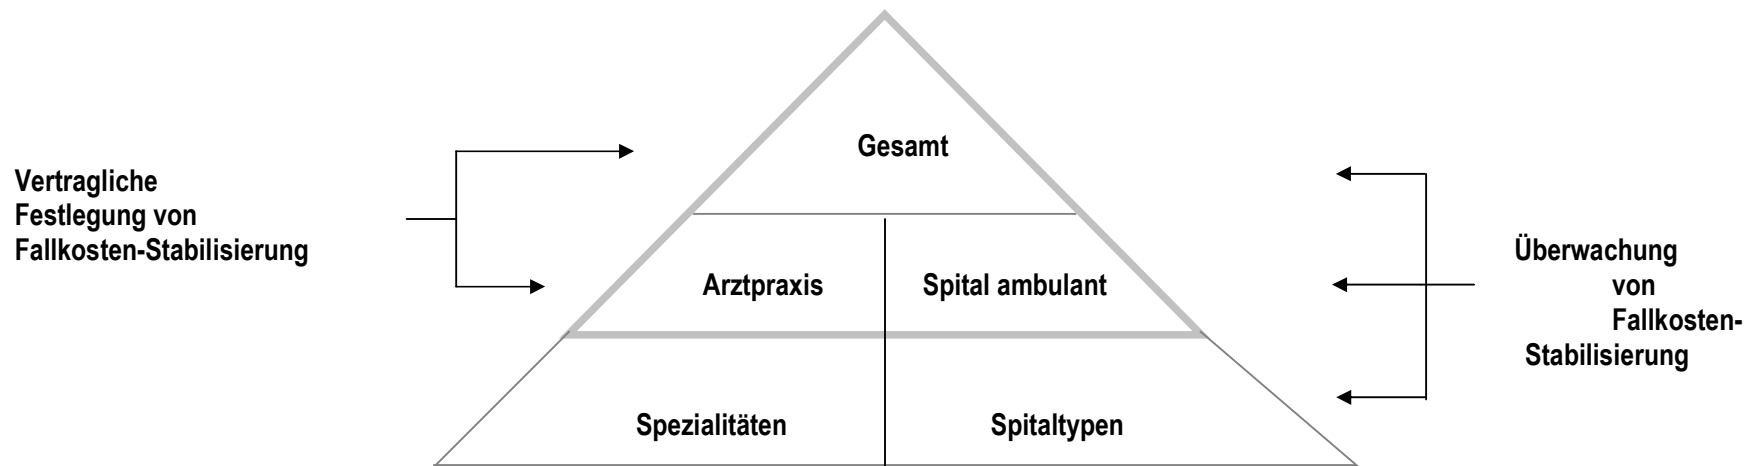 Gesamt
Vertragliche
Festlegung von
Fallkosten-Stabilisierung
Arztpraxis
Spital ambulant
Überwachung
von
Fallkosten-
Stabilisierung
Spezialitäten
Spitaltypen